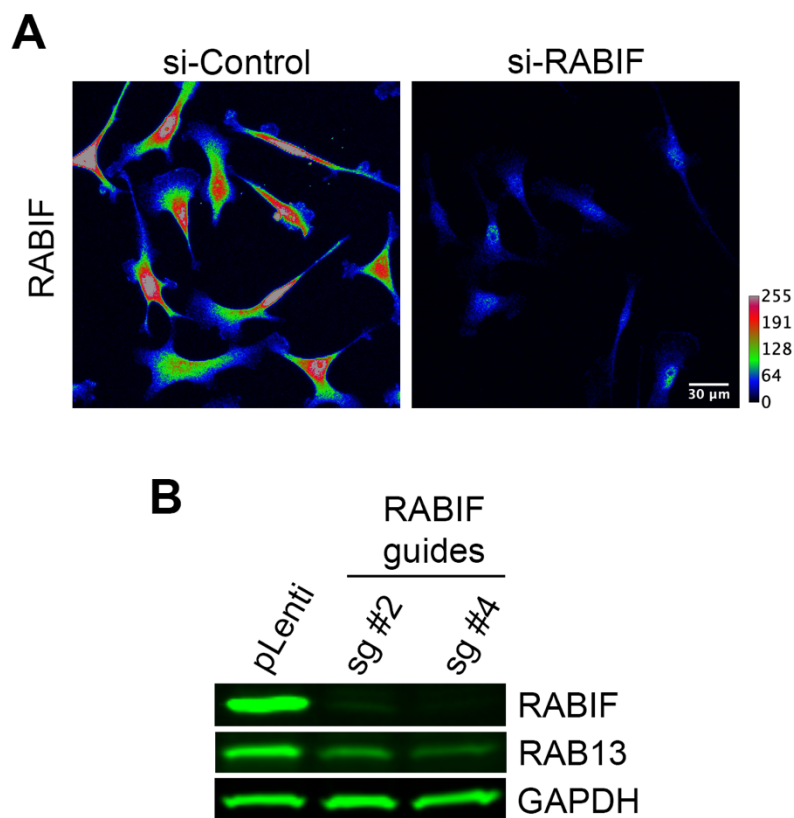 A
si-Control
si-RABIF
RABIF
255
191
128
64
0
30 μm
B
RABIF
guides
pLenti
sg #2
sg #4
RABIF
RAB13
GAPDH